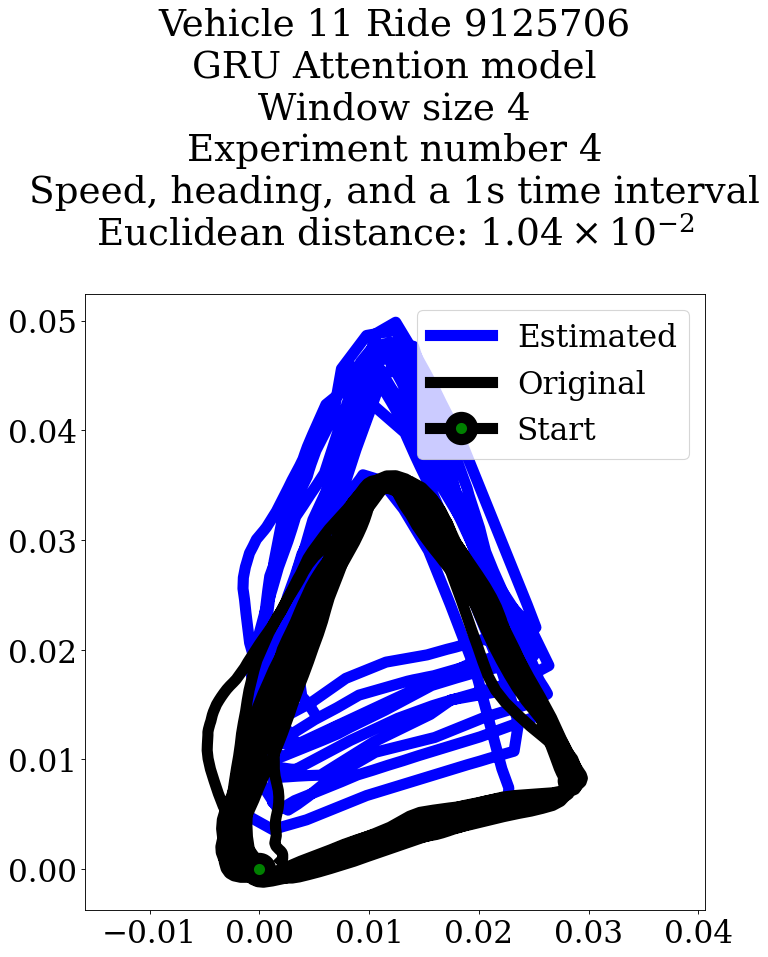 Vehicle 11 Ride 9125706
GRU Attention model
Window size 4
Experiment number 4
Speed, heading, and a 1s time interval
Euclidean distance: 1.04 × 10⁻²
0.05
0.04
0.03
0.02
0.01
0.00
Estimated
Original
Start
−0.01 0.00 0.01 0.02 0.03 0.04